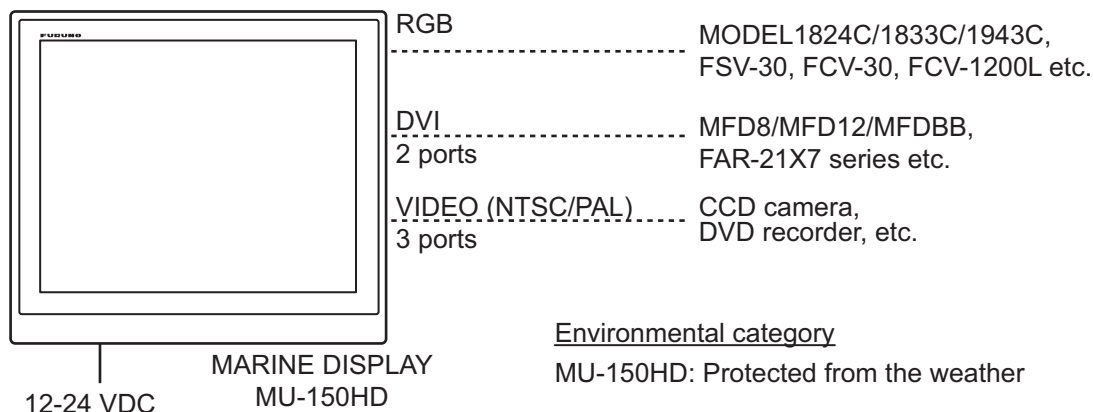 FURUNO
RGB
MODEL1824C/1833C/1943C,
FSV-30, FCV-30, FCV-1200L etc.
DVI
2 ports
MFD8/MFD12/MFDBB,
FAR-21X7 series etc.
VIDEO (NTSC/PAL)
3 ports
CCD camera,
DVD recorder, etc.
Environmental category
MU-150HD: Protected from the weather
MARINE DISPLAY
MU-150HD
12-24 VDC